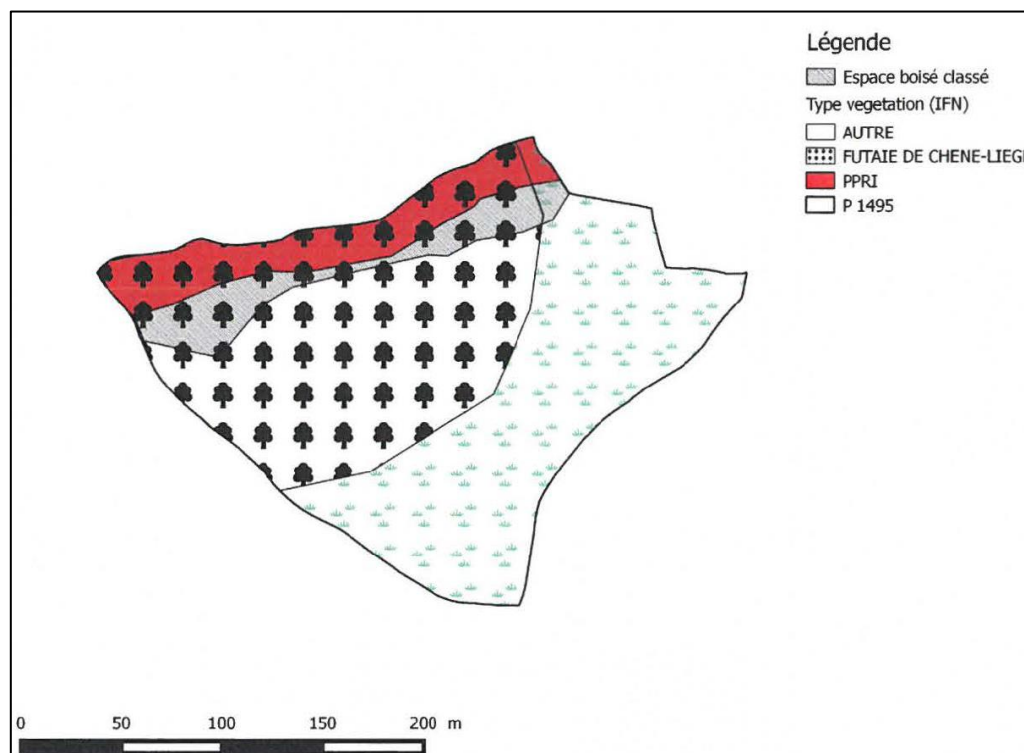 Légende
Espace boisé classé
Type vegetation (IFN)
AUTRE
FUTAIE DE CHENE-LIEGE
PPRI
P 1495
0 50 100 150 200 m